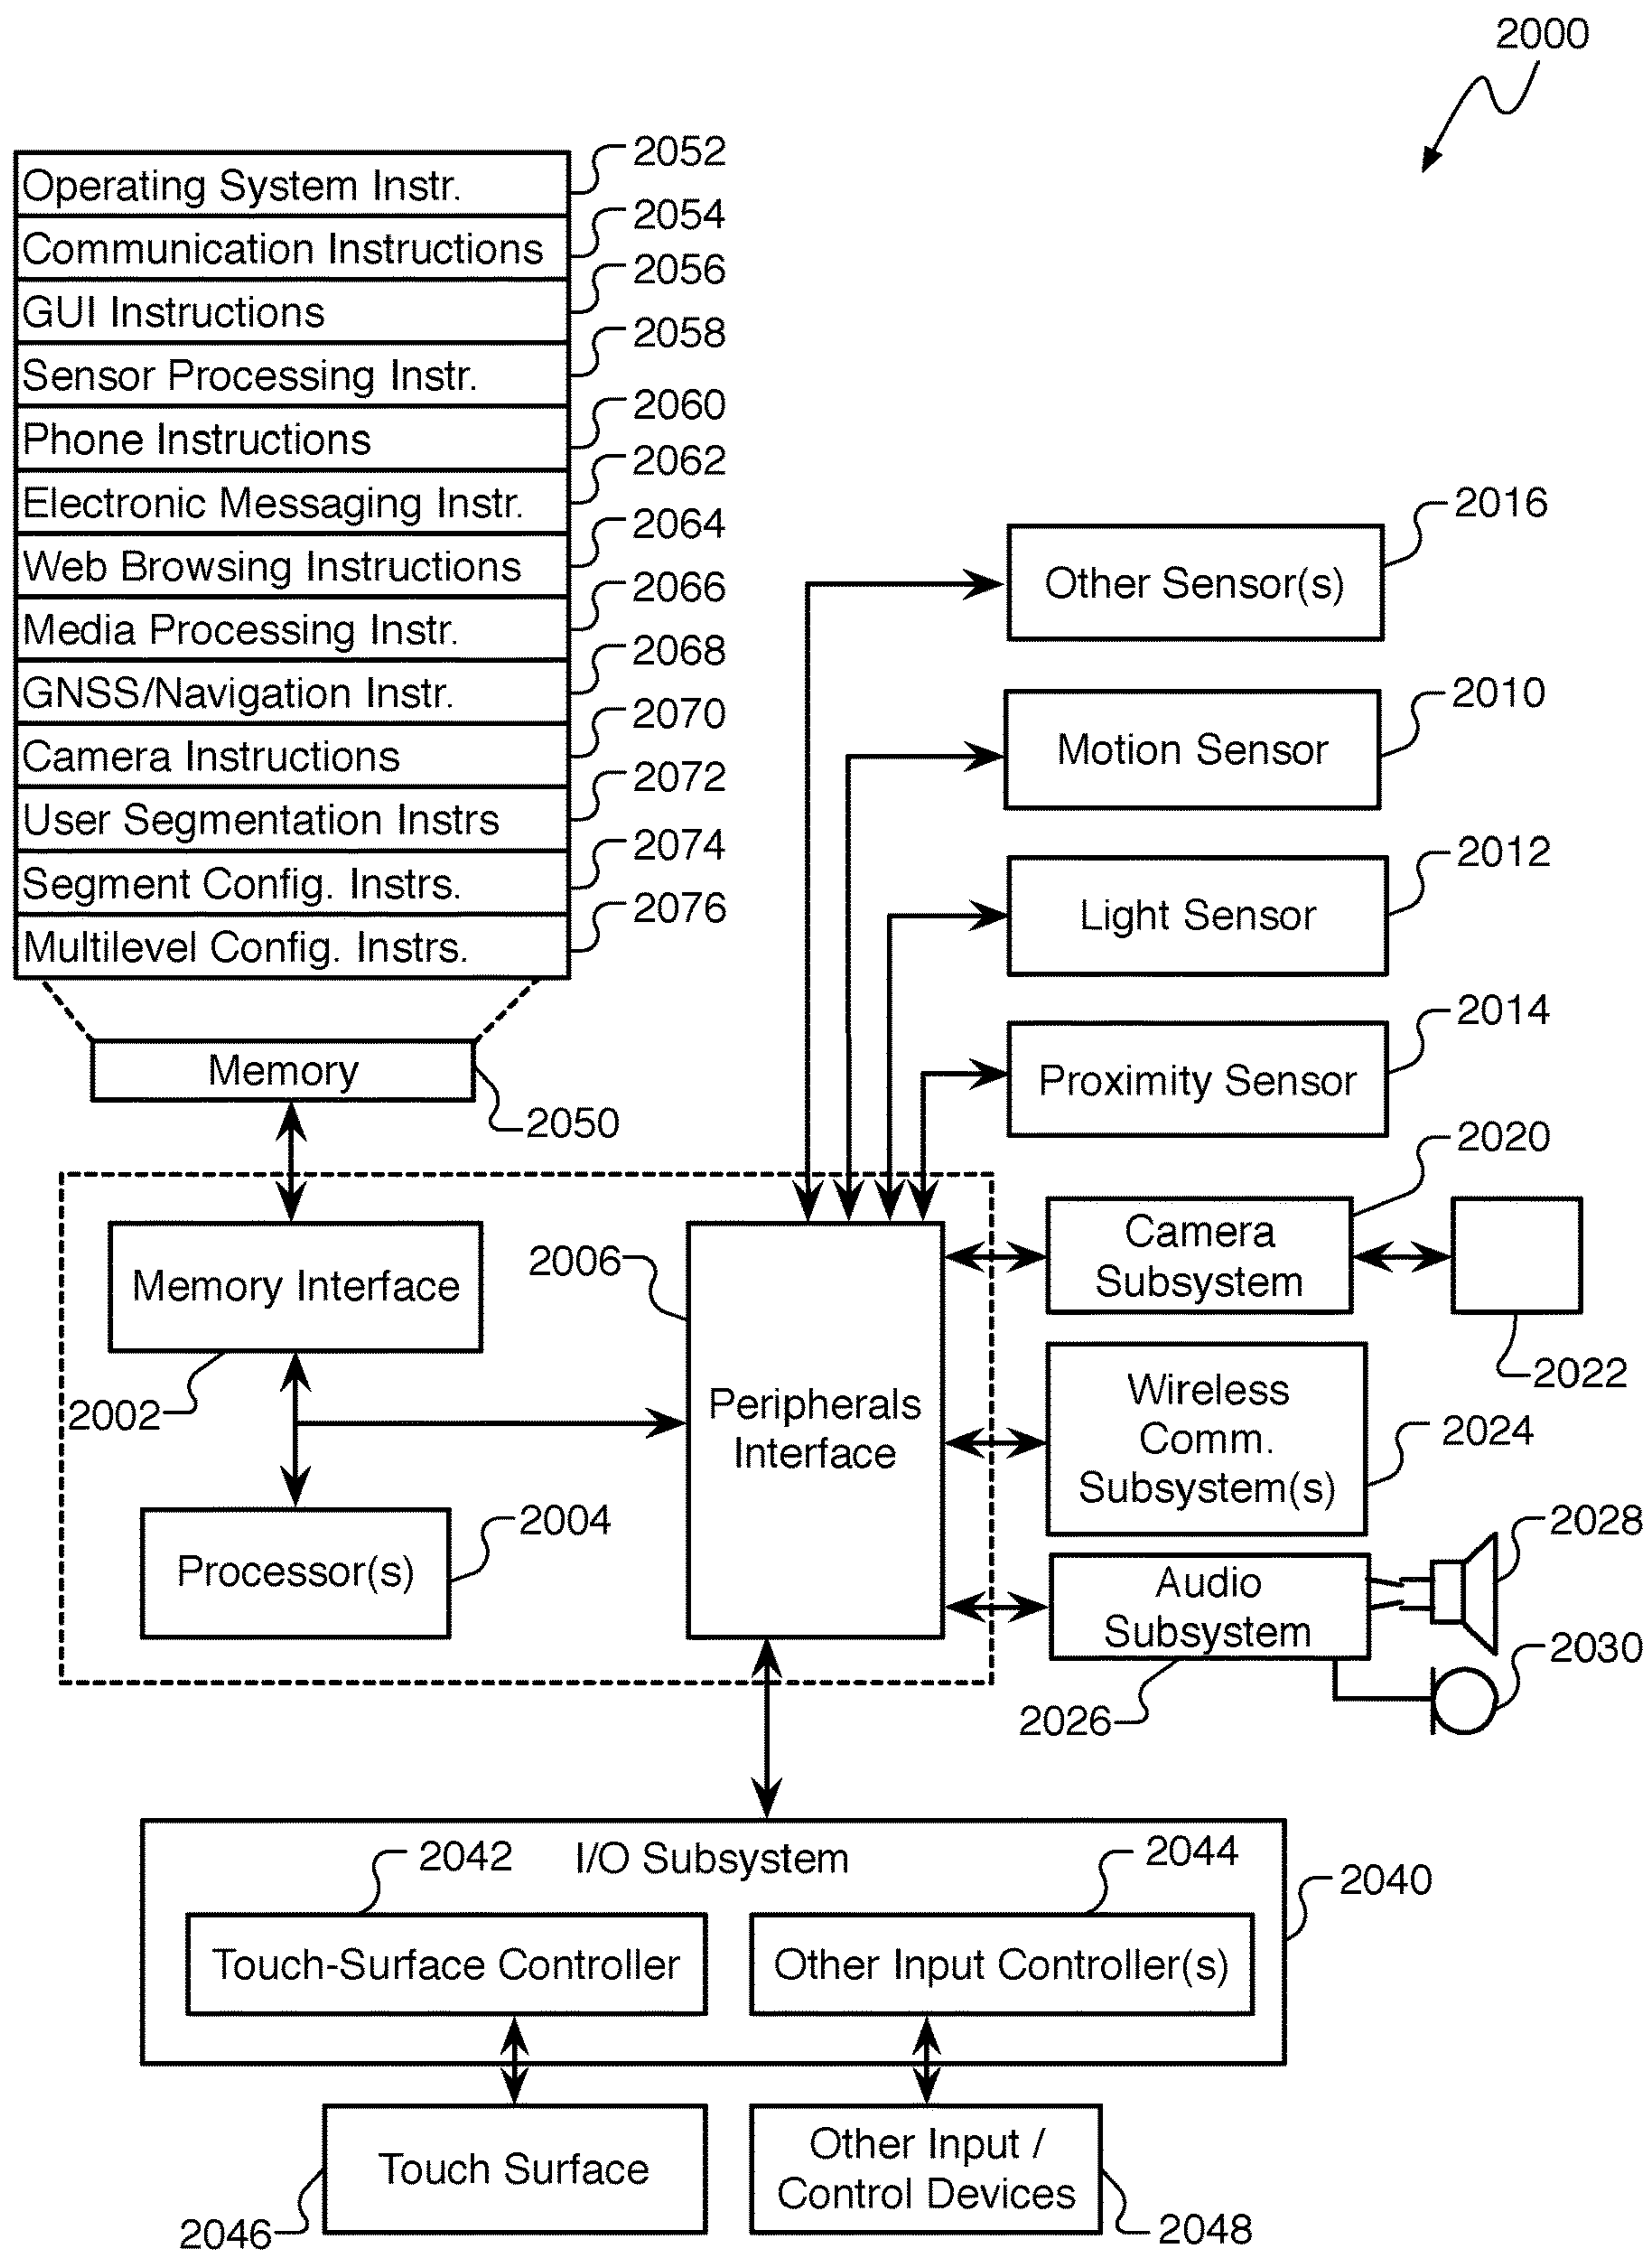 2000
Operating System Instr.
2052
Communication Instructions
2054
GUI Instructions
2056
Sensor Processing Instr.
2058
Phone Instructions
2060
Electronic Messaging Instr.
2062
Web Browsing Instructions
2064
Media Processing Instr.
2066
GNSS/Navigation Instr.
2068
Camera Instructions
2070
User Segmentation Instrs
2072
Segment Config. Instrs.
2074
Multilevel Config. Instrs.
2076
Memory
2050
Other Sensor(s)
2016
Motion Sensor
2010
Light Sensor
2012
Proximity Sensor
2014
Memory Interface
2002
Processor(s)
2004
2006
Peripherals
Interface
Camera
Subsystem
2020
2022
Wireless
Comm.
Subsystem(s)
2024
Audio
Subsystem
2026
2028
2030
I/O Subsystem
2040
2042
Touch-Surface Controller
2044
Other Input Controller(s)
Touch Surface
2046
Other Input /
Control Devices
2048